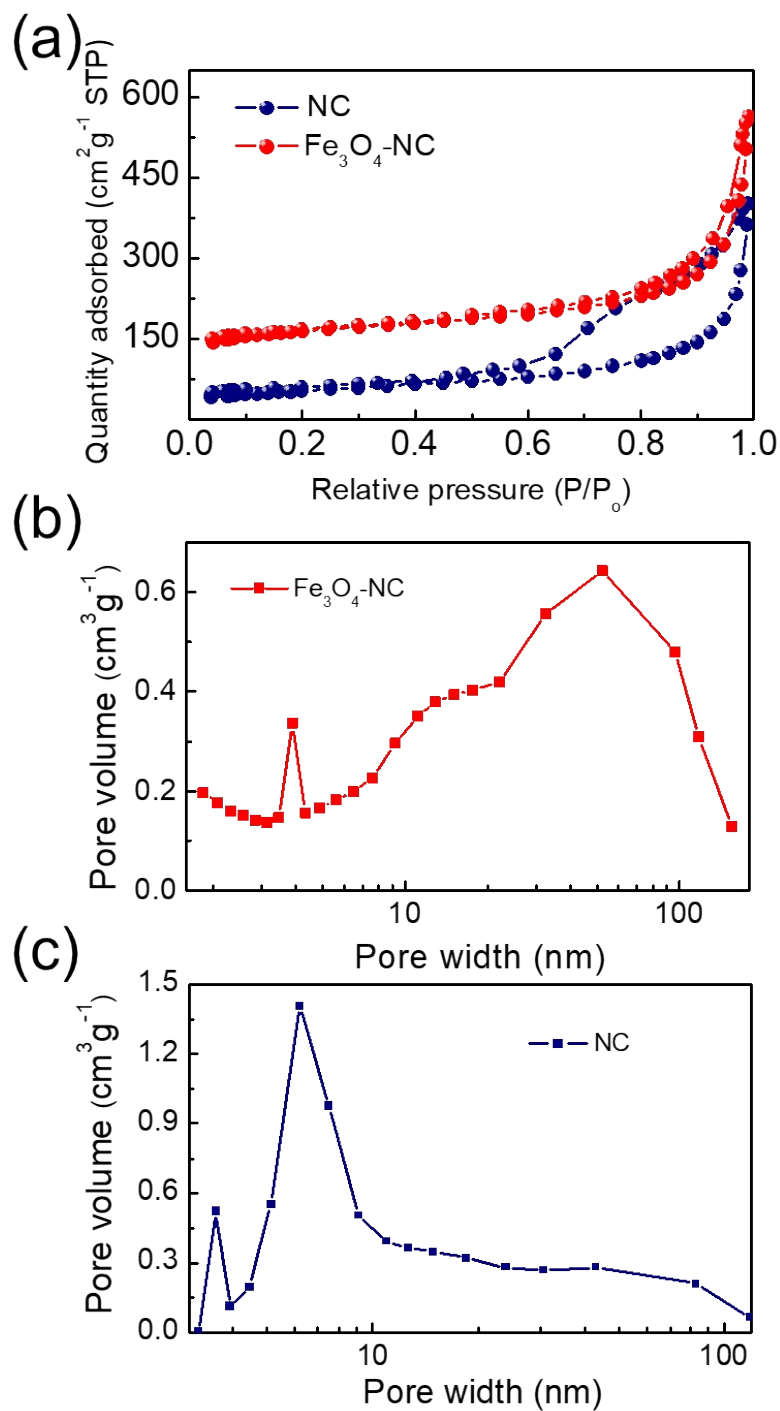 (a)
Quantity adsorbed (cm²g⁻¹ STP)
600
450
300
150
NC
Fe₃O₄-NC
0.0 0.2 0.4 0.6 0.8 1.0
Relative pressure (P/Pₒ)
(b)
Pore volume (cm³g⁻¹)
0.6
0.4
0.2
0.0
Fe₃O₄-NC
10 100
Pore width (nm)
(c)
Pore volume (cm³g⁻¹)
1.5
1.2
0.9
0.6
0.3
0.0
NC
10 100
Pore width (nm)